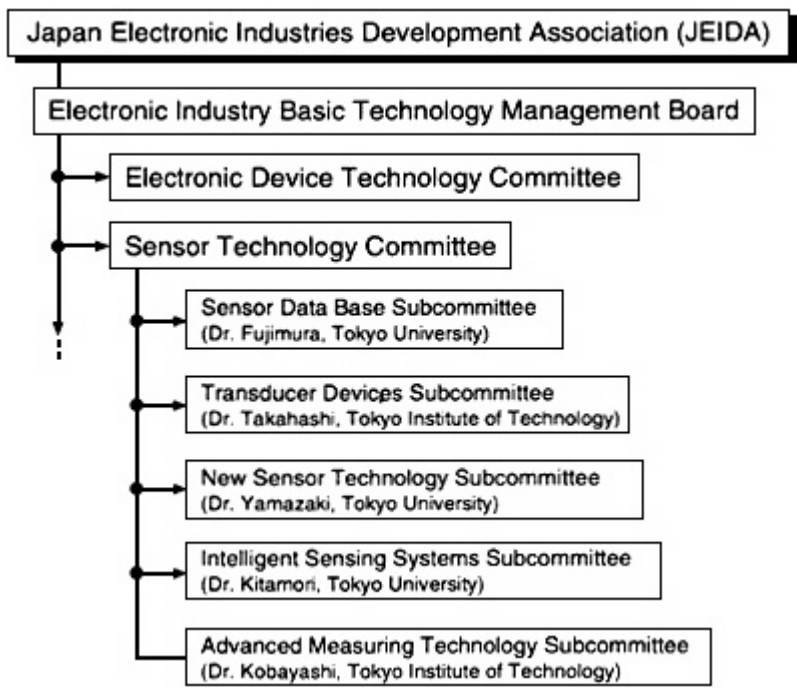 Japan Electronic Industries Development Association (JEIDA)
Electronic Industry Basic Technology Management Board
Electronic Device Technology Committee
Sensor Technology Committee
Sensor Data Base Subcommittee
(Dr. Fujimura, Tokyo University)
Transducer Devices Subcommittee
(Dr. Takahashi, Tokyo Institute of Technology)
New Sensor Technology Subcommittee
(Dr. Yamazaki, Tokyo University)
Intelligent Sensing Systems Subcommittee
(Dr. Kitamori, Tokyo University)
Advanced Measuring Technology Subcommittee
(Dr. Kobayashi, Tokyo Institute of Technology)